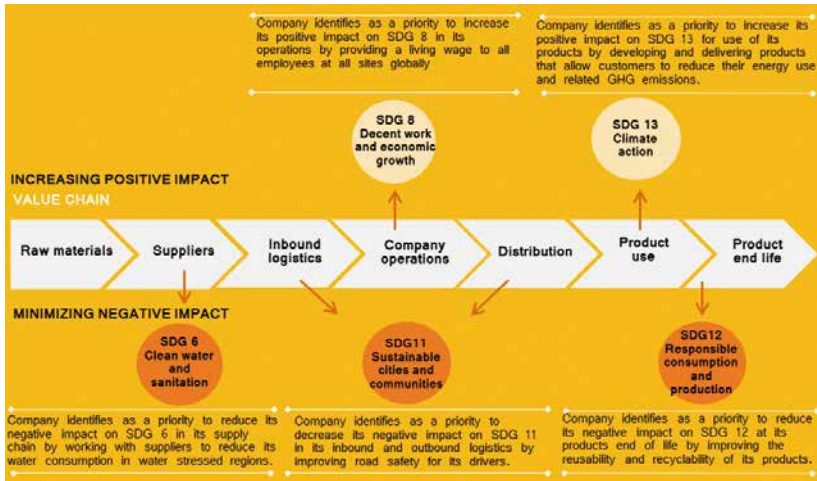 Company identifies as a priority to increase its
positive impact on SDG 8 in its
operations by providing a living wage to all
employees at all sites globally
Company identifies as a priority to increase its
positive impact on SDG 13 for use of its
products by developing and delivering products
that allow customers to reduce their energy use
and related GHG emissions.
SDG 8
Decent work
and economic
growth
SDG 13
Climate
action
INCREASING POSITIVE IMPACT
VALUE CHAIN
Raw materials
Suppliers
Inbound
logistics
Company
operations
Distribution
Product
use
Product
end life
MINIMIZING NEGATIVE IMPACT
SDG 6
Clean water
and
sanitation
SDG11
Sustainable
cities and
communities
SDG12
Responsible
consumption
and
production
Company identifies as a priority to reduce its
negative impact on SDG 6 in its supply
chain by working with suppliers to reduce its
water consumption in water stressed regions.
Company identifies as a priority to
decrease its negative impact on SDG 11
in its inbound and outbound logistics by
improving road safety for its drivers.
Company identifies as a priority to reduce
its negative impact on SDG 12 at its
products end of life by improving the
reusability and recyclability of its products.